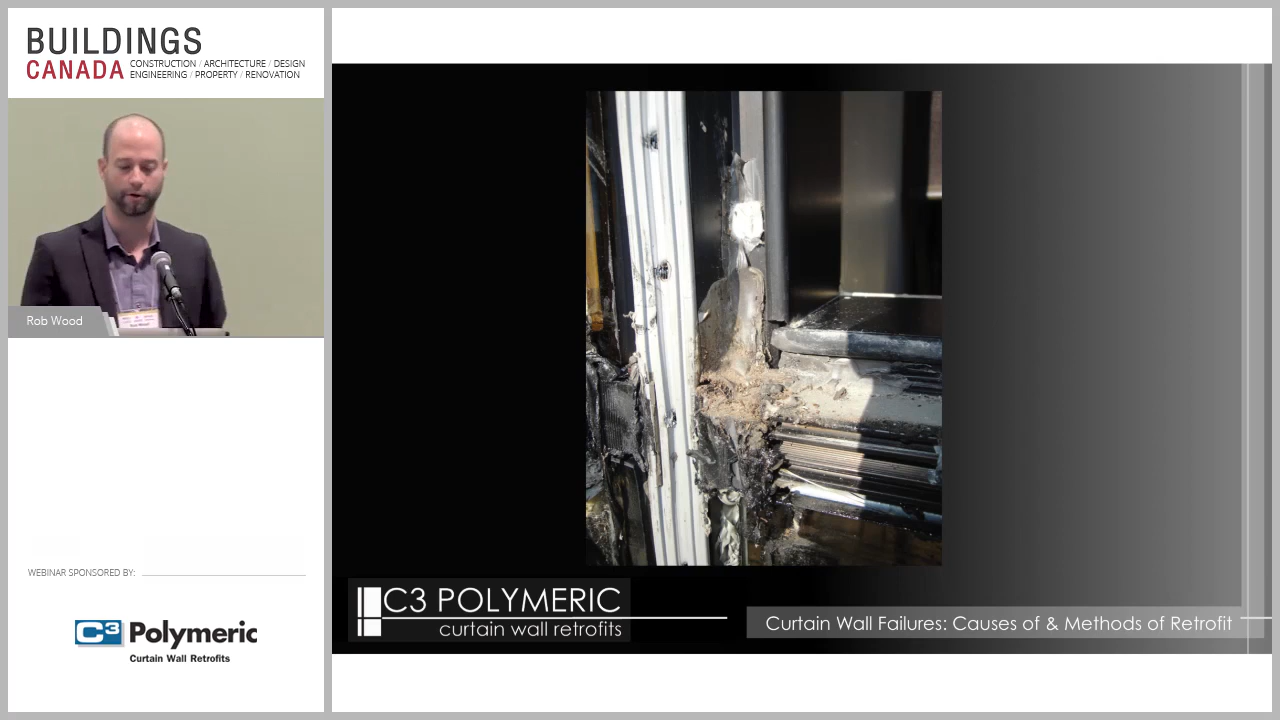 BUILDINGS
CANADA CONSTRUCTION / ARCHITECTURE / DESIGN
ENGINEERING / PROPERTY / RENOVATION
Rob Wood
WEBINAR SPONSORED BY:
C3 Polymeric
Curtain Wall Retrofits
C3 POLYMERIC
curtain wall retrofits
Curtain Wall Failures: Causes of & Methods of Retrofit